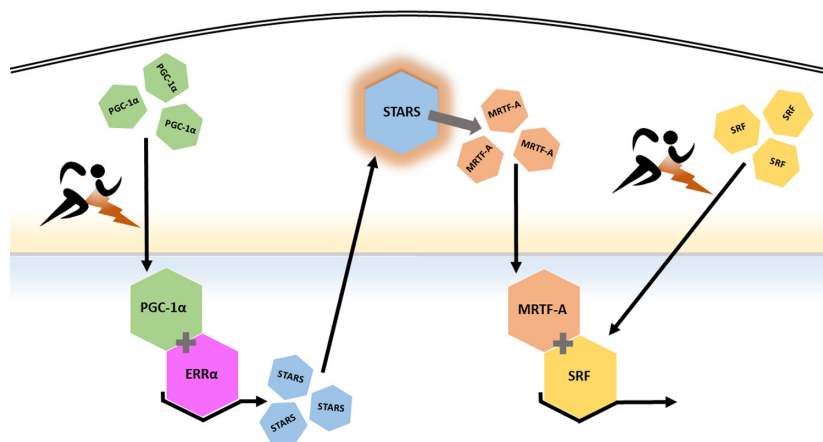 PGC-1α
PGC-1α
PGC-1α
STARS
MRTF-A
MRTF-A
MRTF-A
SRF
SRF
SRF
PGC-1α
ERRα
STARS
STARS
STARS
MRTF-A
SRF